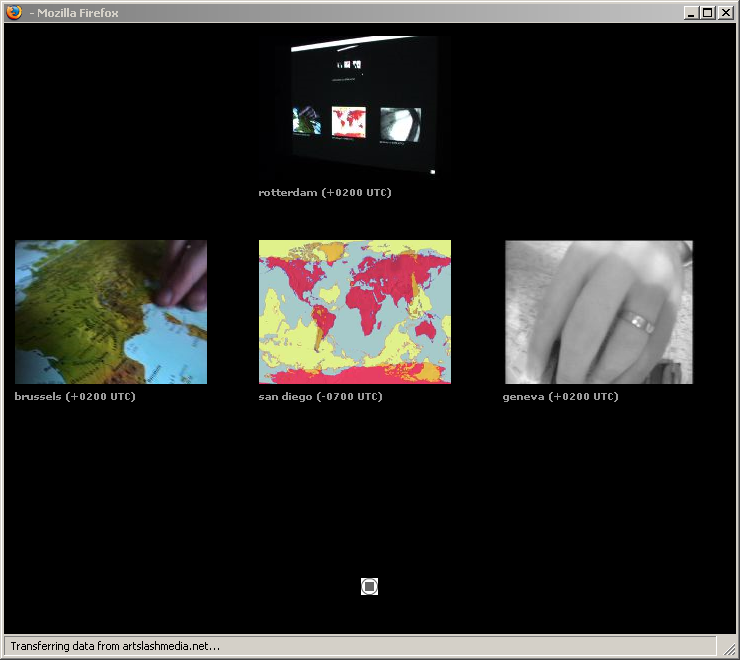 - Mozilla Firefox
rotterdam (+0200 UTC)
brussels (+0200 UTC)
san diego (-0700 UTC)
geneva (+0200 UTC)
Transferring data from artslashmedia.net...